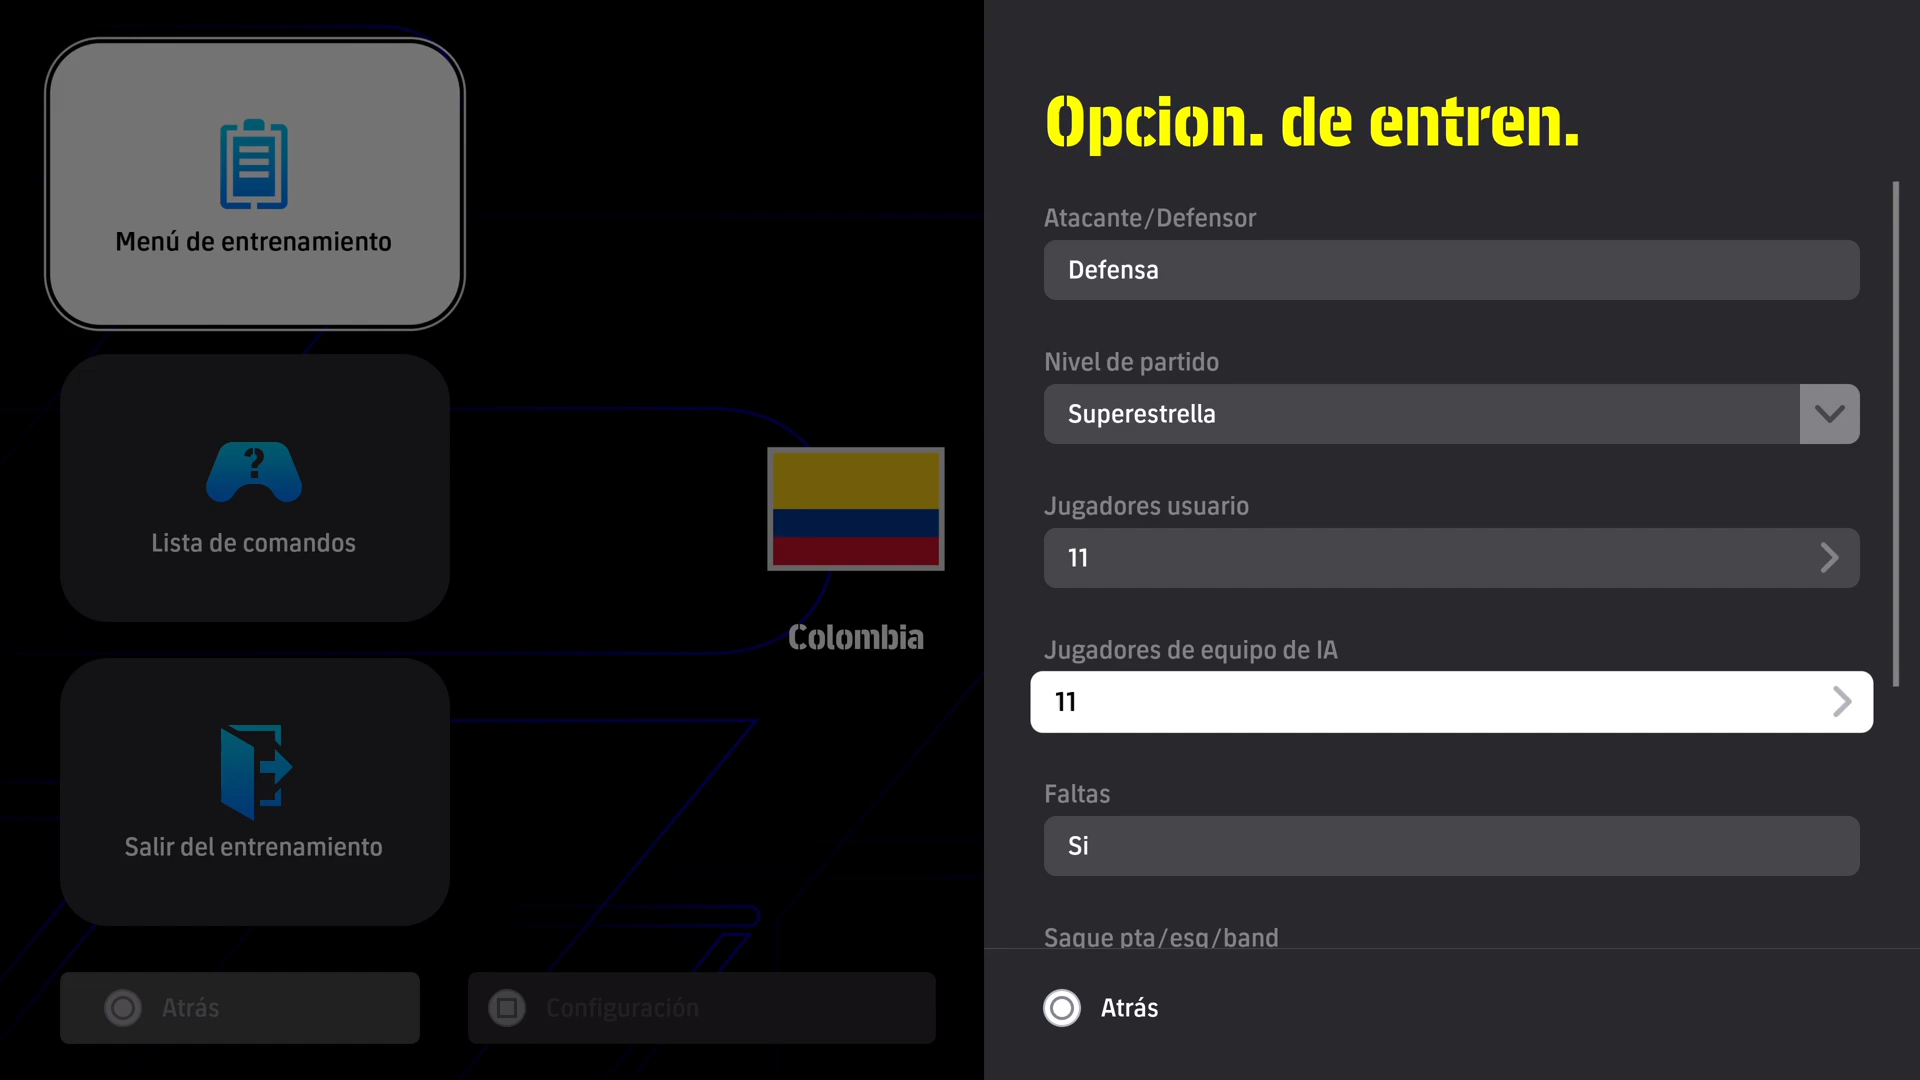 Menú de entrenamiento
?
Lista de comandos
Salir del entrenamiento
Atrás
Configuración
Colombia
Opcion. de entren.
Atacante/Defensor
Defensa
Nivel de partido
Superestrella
Jugadores usuario
11
Jugadores de equipo de IA
11
Faltas
Si
Saque pta/esq/band
Atrás